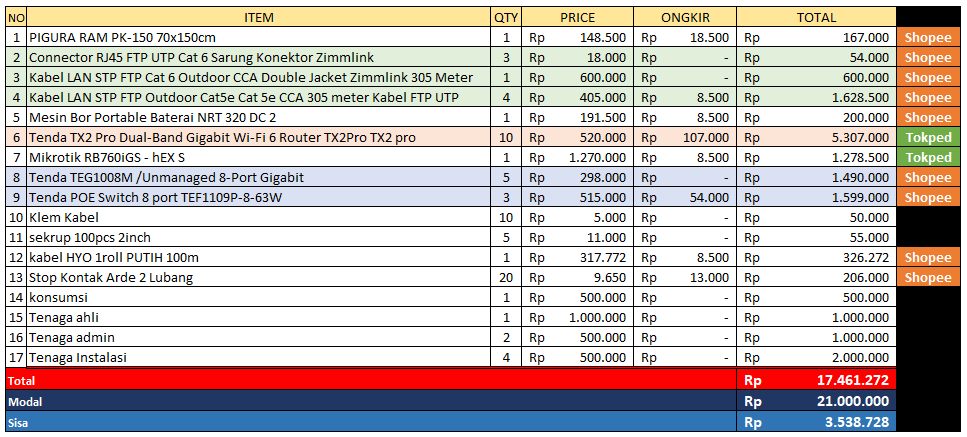 NO ITEM QTY PRICE ONGKIR TOTAL
1 PIGURA RAM PK-150 70x150cm 1 Rp 148.500 Rp 18.500 Rp 167.000 Shopee
2 Connector RJ45 FTP UTP Cat 6 Sarung Konektor Zimmlink 3 Rp 18.000 Rp - Rp 54.000 Shopee
3 Kabel LAN STP FTP Cat 6 Outdoor CCA Double Jacket Zimmlink 305 Meter 1 Rp 600.000 Rp - Rp 600.000 Shopee
4 Kabel LAN STP FTP Outdoor Cat5e Cat 5e CCA 305 meter Kabel FTP UTP 4 Rp 405.000 Rp 8.500 Rp 1.628.500 Shopee
5 Mesin Bor Portable Baterai NRT 320 DC 2 1 Rp 191.500 Rp 8.500 Rp 200.000 Shopee
6 Tenda TX2 Pro Dual-Band Gigabit Wi-Fi 6 Router TX2Pro TX2 pro 10 Rp 520.000 Rp 107.000 Rp 5.307.000 Tokped
7 Mikrotik RB760iGS - hEX S 1 Rp 1.270.000 Rp 8.500 Rp 1.278.500 Tokped
8 Tenda TEG1008M /Unmanaged 8-Port Gigabit 5 Rp 298.000 Rp - Rp 1.490.000 Shopee
9 Tenda POE Switch 8 port TEF1109P-8-63W 3 Rp 515.000 Rp 54.000 Rp 1.599.000 Shopee
10 Klem Kabel 10 Rp 5.000 Rp - Rp 50.000
11 sekrup 100pcs 2inch 5 Rp 11.000 Rp - Rp 55.000
12 kabel HYO 1roll PUTIH 100m 1 Rp 317.772 Rp 8.500 Rp 326.272 Shopee
13 Stop Kontak Arde 2 Lubang 20 Rp 9.650 Rp 13.000 Rp 206.000 Shopee
14 konsumsi 1 Rp 500.000 Rp - Rp 500.000
15 Tenaga ahli 1 Rp 1.000.000 Rp - Rp 1.000.000
16 Tenaga admin 2 Rp 500.000 Rp - Rp 1.000.000
17 Tenaga Instalasi 4 Rp 500.000 Rp - Rp 2.000.000
Total Rp 17.461.272
Modal Rp 21.000.000
Sisa Rp 3.538.728